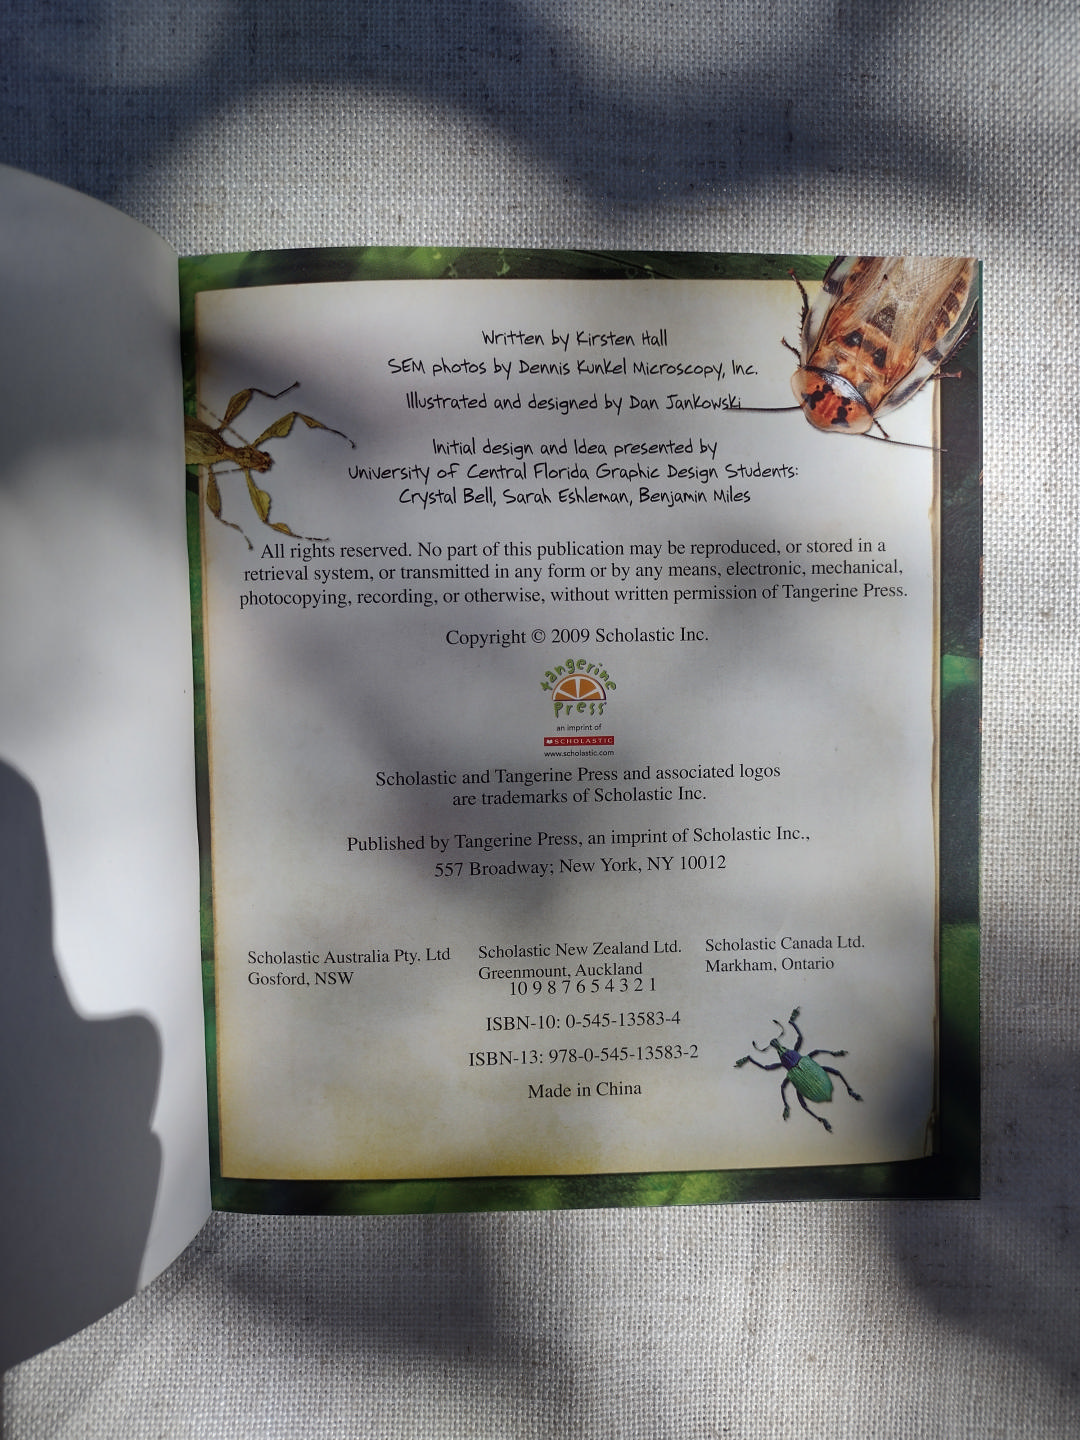 Written by Kirsten Hall
SEM photos by Dennis Kunkel Microscopy, Inc.
Illustrated and designed by Dan Jankowski
Initial design and Idea presented by
University of Central Florida Graphic Design Students:
Crystal Bell, Sarah Eshleman, Benjamin Miles
All rights reserved. No part of this publication may be reproduced, or stored in a
retrieval system, or transmitted in any form or by any means, electronic, mechanical,
photocopying, recording, or otherwise, without written permission of Tangerine Press.
Copyright © 2009 Scholastic Inc.
tangerine
press
an imprint of
SCHOLASTIC
www.scholastic.com
Scholastic and Tangerine Press and associated logos
are trademarks of Scholastic Inc.
Published by Tangerine Press, an imprint of Scholastic Inc.,
557 Broadway; New York, NY 10012
Scholastic Australia Pty. Ltd
Gosford, NSW
Scholastic New Zealand Ltd.
Greenmount, Auckland
Scholastic Canada Ltd.
Markham, Ontario
10 9 8 7 6 5 4 3 2 1
ISBN-10: 0-545-13583-4
ISBN-13: 978-0-545-13583-2
Made in China